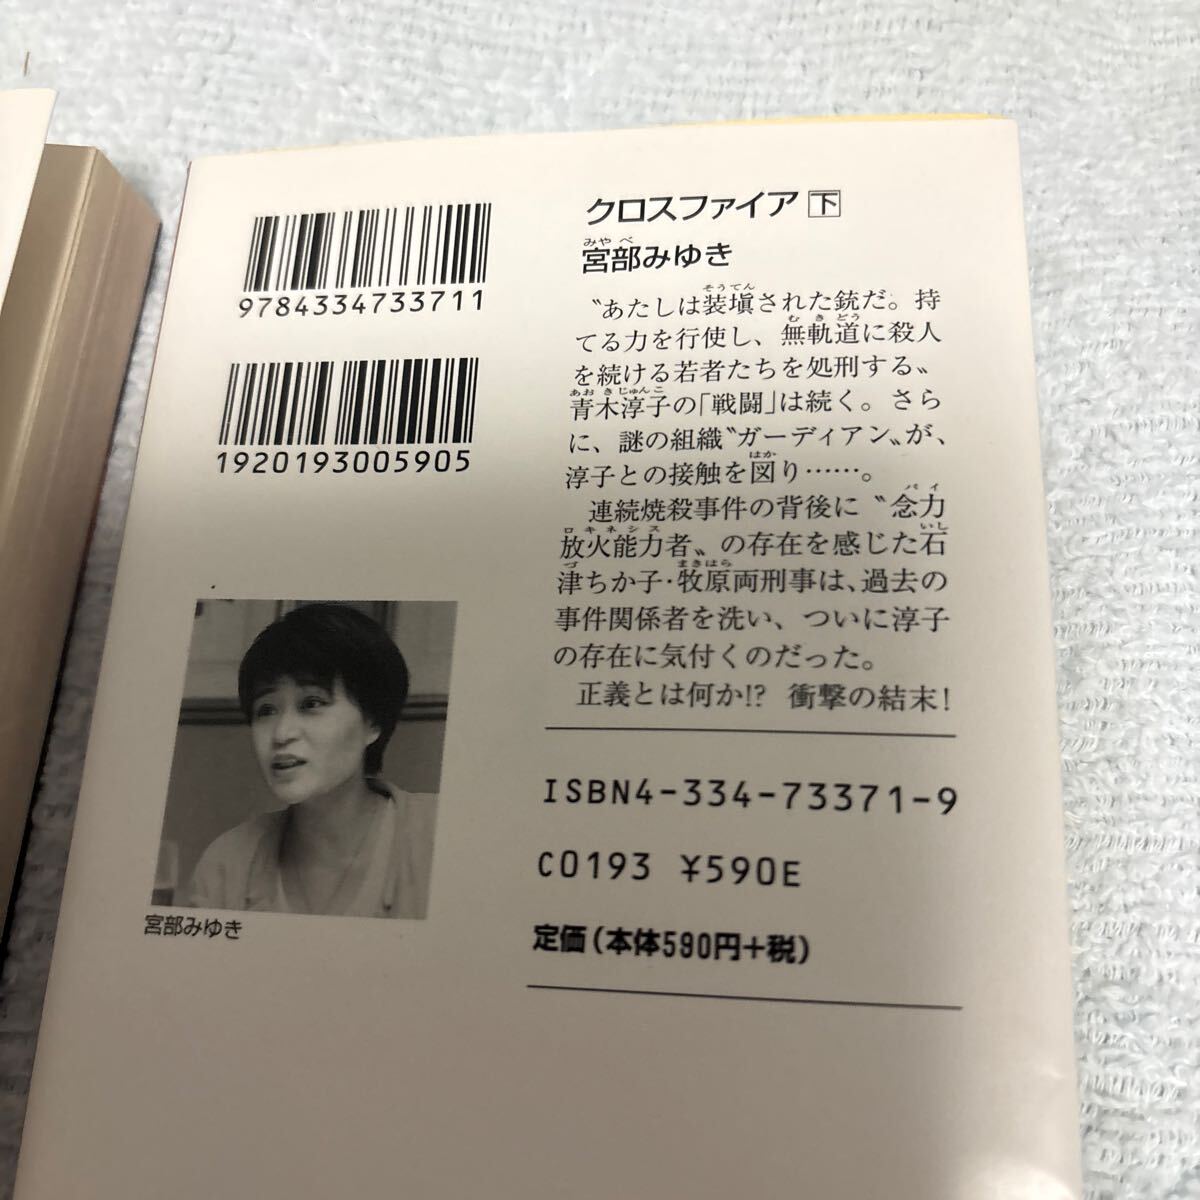 9784334733711
1920193005905
宮部みゆき
クロスファイア下
みやべ
宮部みゆき
そうてん
〝あたしは装塡された銃だ。持
むきどう
てる力を行使し、無軌道に殺人
を続ける若者たちを処刑する〟
あおきじゅんこ
青木淳子の「戦闘」は続く。さら
に、謎の組織〝ガーディアン〟が、
はか
淳子との接触を図り……。
パイ
連続焼殺事件の背後に〝念力
ロキネシス いし
放火能力者〟の存在を感じた石
づ まきはら
津ちか子・牧原両刑事は、過去の
事件関係者を洗い、ついに淳子
の存在に気付くのだった。
正義とは何か!? 衝撃の結末!
ISBN4-334-73371-9
C0193 ¥590E
定価(本体590円+税)